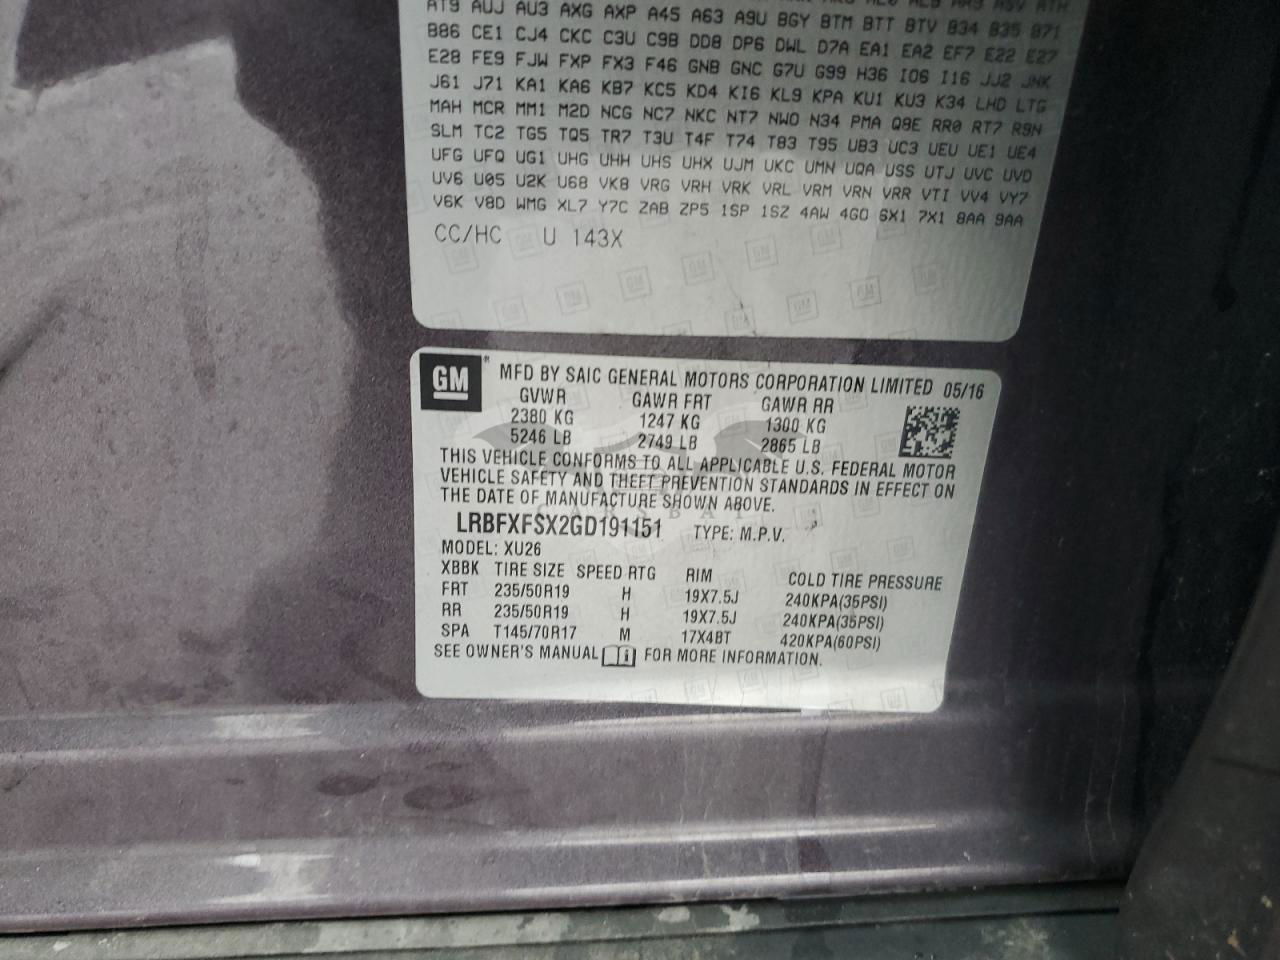 AT9 AUJ AU3 AXG AXP A45 A63 A9U BGY BTM BTT BTV B34 B35 B71
B86 CE1 CJ4 CKC C3U C9B DD8 DP6 DWL D7A EA1 EA2 EF7 E22 E27
E28 FE9 FJW FXP FX3 F46 GNB GNC G7U G99 H36 IO6 I16 JJ2 JNK
J61 J71 KA1 KA6 KB7 KC5 KD4 KI6 KL9 KPA KU1 KU3 K34 LHD LTG
MAH MCR MM1 M2D NCG NC7 NKC NT7 NWO N34 PMA Q9E RR0 RT7 R9N
SLM TC2 TG5 TQ5 TR7 T3U T4F T74 T83 T95 UB3 UC3 UEU UE1 UE4
UFG UFQ UG1 UHG UHH UHS UHX UJM UKC UMN UQA USS UTJ UVC UVD
UV6 U05 U2K U68 VK8 VRG VRH VRK VRL VRM VRN VRR VTI VV4 VY7
V6K V8D WMG XL7 Y7C ZAB ZP5 1SP 1SZ 4AW 4GO 6X1 7X1 8AA 9AA
CC/HC U 143X
GM MFD BY SAIC GENERAL MOTORS CORPORATION LIMITED 05/16
GVWR GAWR FRT GAWR RR
2380 KG 1247 KG 1300 KG
5246 LB 2749 LB 2865 LB
THIS VEHICLE CONFORMS TO ALL APPLICABLE U.S. FEDERAL MOTOR
VEHICLE SAFETY AND THEFT PREVENTION STANDARDS IN EFFECT ON
THE DATE OF MANUFACTURE SHOWN ABOVE.
LRBFXFSX2GD191151 TYPE: M.P.V.
MODEL: XU26
XBBK TIRE SIZE SPEED RTG RIM COLD TIRE PRESSURE
FRT 235/50R19 H 19X7.5J 240KPA(35PSI)
RR 235/50R19 H 19X7.5J 240KPA(35PSI)
SPA T145/70R17 M 17X4BT 420KPA(60PSI)
SEE OWNER'S MANUAL FOR MORE INFORMATION.